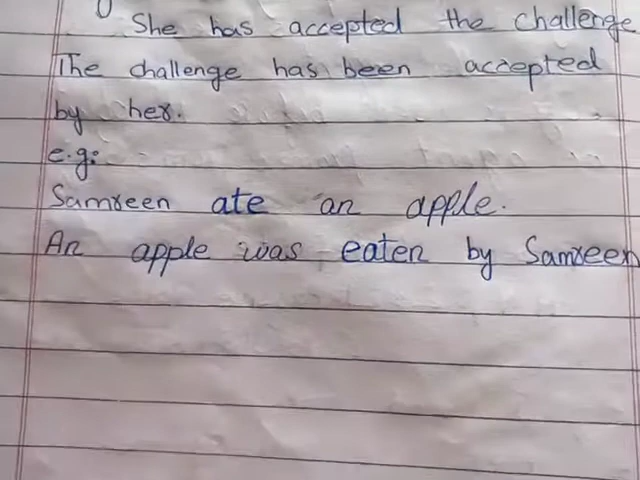 She has accepted the challenge
The challenge has been accepted
by her.
e.g:
Samreen ate an apple.
An apple was eaten by Samreen